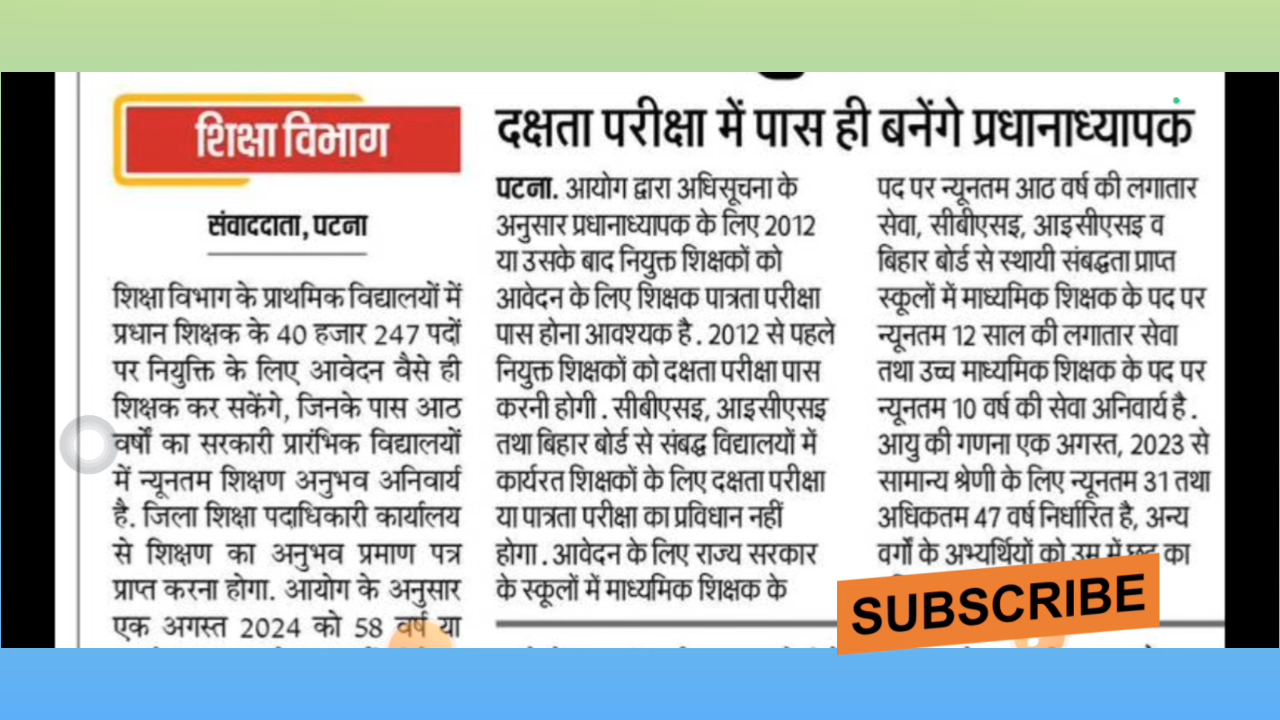 शिक्षा विभाग
संवाददाता, पटना
शिक्षा विभाग के प्राथमिक विद्यालयों में
प्रधान शिक्षक के 40 हजार 247 पदों
पर नियुक्ति के लिए आवेदन वैसे ही
शिक्षक कर सकेंगे, जिनके पास आठ
वर्षों का सरकारी प्रारंभिक विद्यालयों
में न्यूनतम शिक्षण अनुभव अनिवार्य
है. जिला शिक्षा पदाधिकारी कार्यालय
से शिक्षण का अनुभव प्रमाण पत्र
प्राप्त करना होगा. आयोग के अनुसार
एक अगस्त 2024 को 58 वर्ष या
दक्षता परीक्षा में पास ही बनेंगे प्रधानाध्यापक
पटना. आयोग द्वारा अधिसूचना के
अनुसार प्रधानाध्यापक के लिए 2012
या उसके बाद नियुक्त शिक्षकों को
आवेदन के लिए शिक्षक पात्रता परीक्षा
पास होना आवश्यक है. 2012 से पहले
नियुक्त शिक्षकों को दक्षता परीक्षा पास
करनी होगी. सीबीएसइ, आइसीएसइ
तथा बिहार बोर्ड से संबद्ध विद्यालयों में
कार्यरत शिक्षकों के लिए दक्षता परीक्षा
या पात्रता परीक्षा का प्रविधान नहीं
होगा. आवेदन के लिए राज्य सरकार
के स्कूलों में माध्यमिक शिक्षक के
पद पर न्यूनतम आठ वर्ष की लगातार
सेवा, सीबीएसइ, आइसीएसइ व
बिहार बोर्ड से स्थायी संबद्धता प्राप्त
स्कूलों में माध्यमिक शिक्षक के पद पर
न्यूनतम 12 साल की लगातार सेवा
तथा उच्च माध्यमिक शिक्षक के पद पर
न्यूनतम 10 वर्ष की सेवा अनिवार्य है.
आयु की गणना एक अगस्त, 2023 से
सामान्य श्रेणी के लिए न्यूनतम 31 तथा
अधिकतम 47 वर्ष निर्धारित है, अन्य
वर्गों के अभ्यर्थियों को उम्र में छूट का
SUBSCRIBE